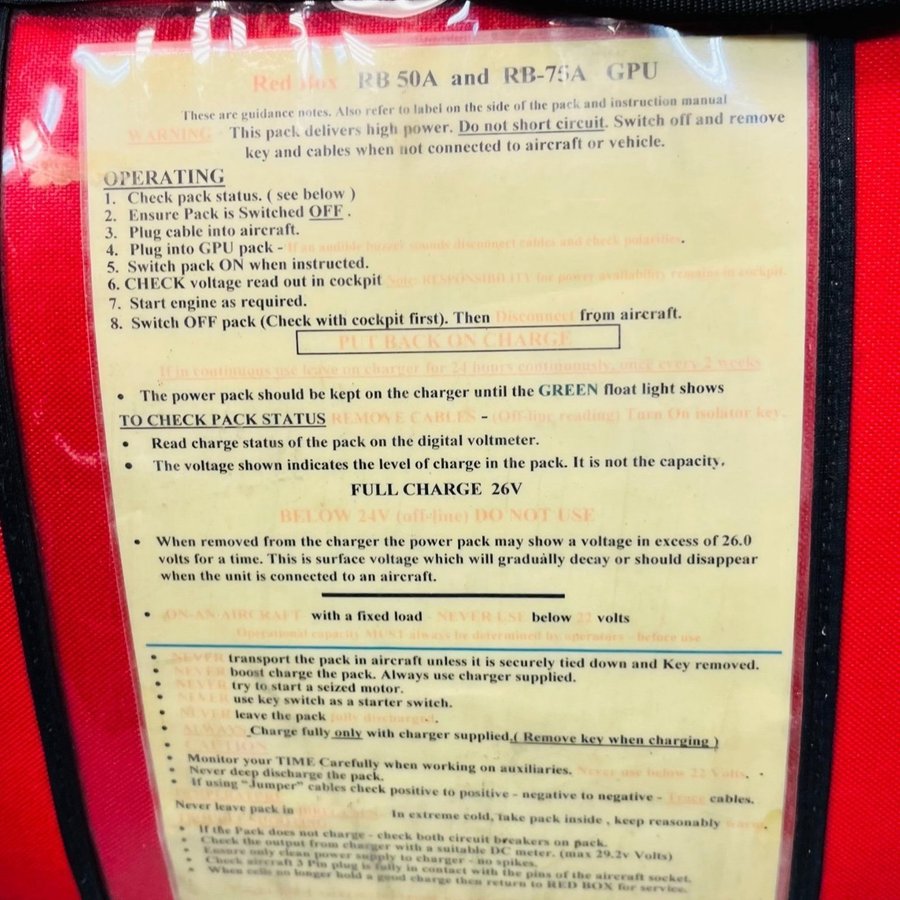 Red Box RB 50A and RB-75A GPU
These are guidance notes. Also refer to label on the side of the pack and instruction manual
WARNING - This pack delivers high power. Do not short circuit. Switch off and remove
key and cables when not connected to aircraft or vehicle.
OPERATING
1. Check pack status. ( see below )
2. Ensure Pack is Switched OFF .
3. Plug cable into aircraft.
4. Plug into GPU pack - If an audible buzzer sounds disconnect cables and check polarities.
5. Switch pack ON when instructed.
6. CHECK voltage read out in cockpit Note: RESPONSIBILITY for power availability remains in cockpit.
7. Start engine as required.
8. Switch OFF pack (Check with cockpit first). Then Disconnect from aircraft.
PUT BACK ON CHARGE
If in continuous use leave on charger for 24 hours continuously, once every 2 weeks
• The power pack should be kept on the charger until the GREEN float light shows
TO CHECK PACK STATUS REMOVE CABLES - (Off-line reading) Turn On isolator key.
• Read charge status of the pack on the digital voltmeter.
• The voltage shown indicates the level of charge in the pack. It is not the capacity.
FULL CHARGE 26V
BELOW 24V (off-line) DO NOT USE
• When removed from the charger the power pack may show a voltage in excess of 26.0
volts for a time. This is surface voltage which will gradually decay or should disappear
when the unit is connected to an aircraft.
• ON AN AIRCRAFT - with a fixed load - NEVER USE below 22 volts
Operational capacity MUST always be determined by operators - before use
• NEVER transport the pack in aircraft unless it is securely tied down and Key removed.
• NEVER boost charge the pack. Always use charger supplied.
• NEVER try to start a seized motor.
• NEVER use key switch as a starter switch.
• NEVER leave the pack fully discharged.
• ALWAYS Charge fully only with charger supplied.( Remove key when charging )
• CAUTION
• Monitor your TIME Carefully when working on auxiliaries. Never use below 22 Volts.
• Never deep discharge the pack.
• If using "Jumper" cables check positive to positive - negative to negative - cables.
Never leave pack in In extreme cold, take pack inside , keep reasonably warm
• If the Pack does not charge - check both circuit breakers on pack.
• Check the output from charger with a suitable DC meter. (max 29.2v Volts)
• Ensure only clean power supply to charger - no spikes.
• Check aircraft 3 Pin plug is fully in contact with the pins of the aircraft socket.
• When cells no longer hold a good charge then return to RED BOX for service.